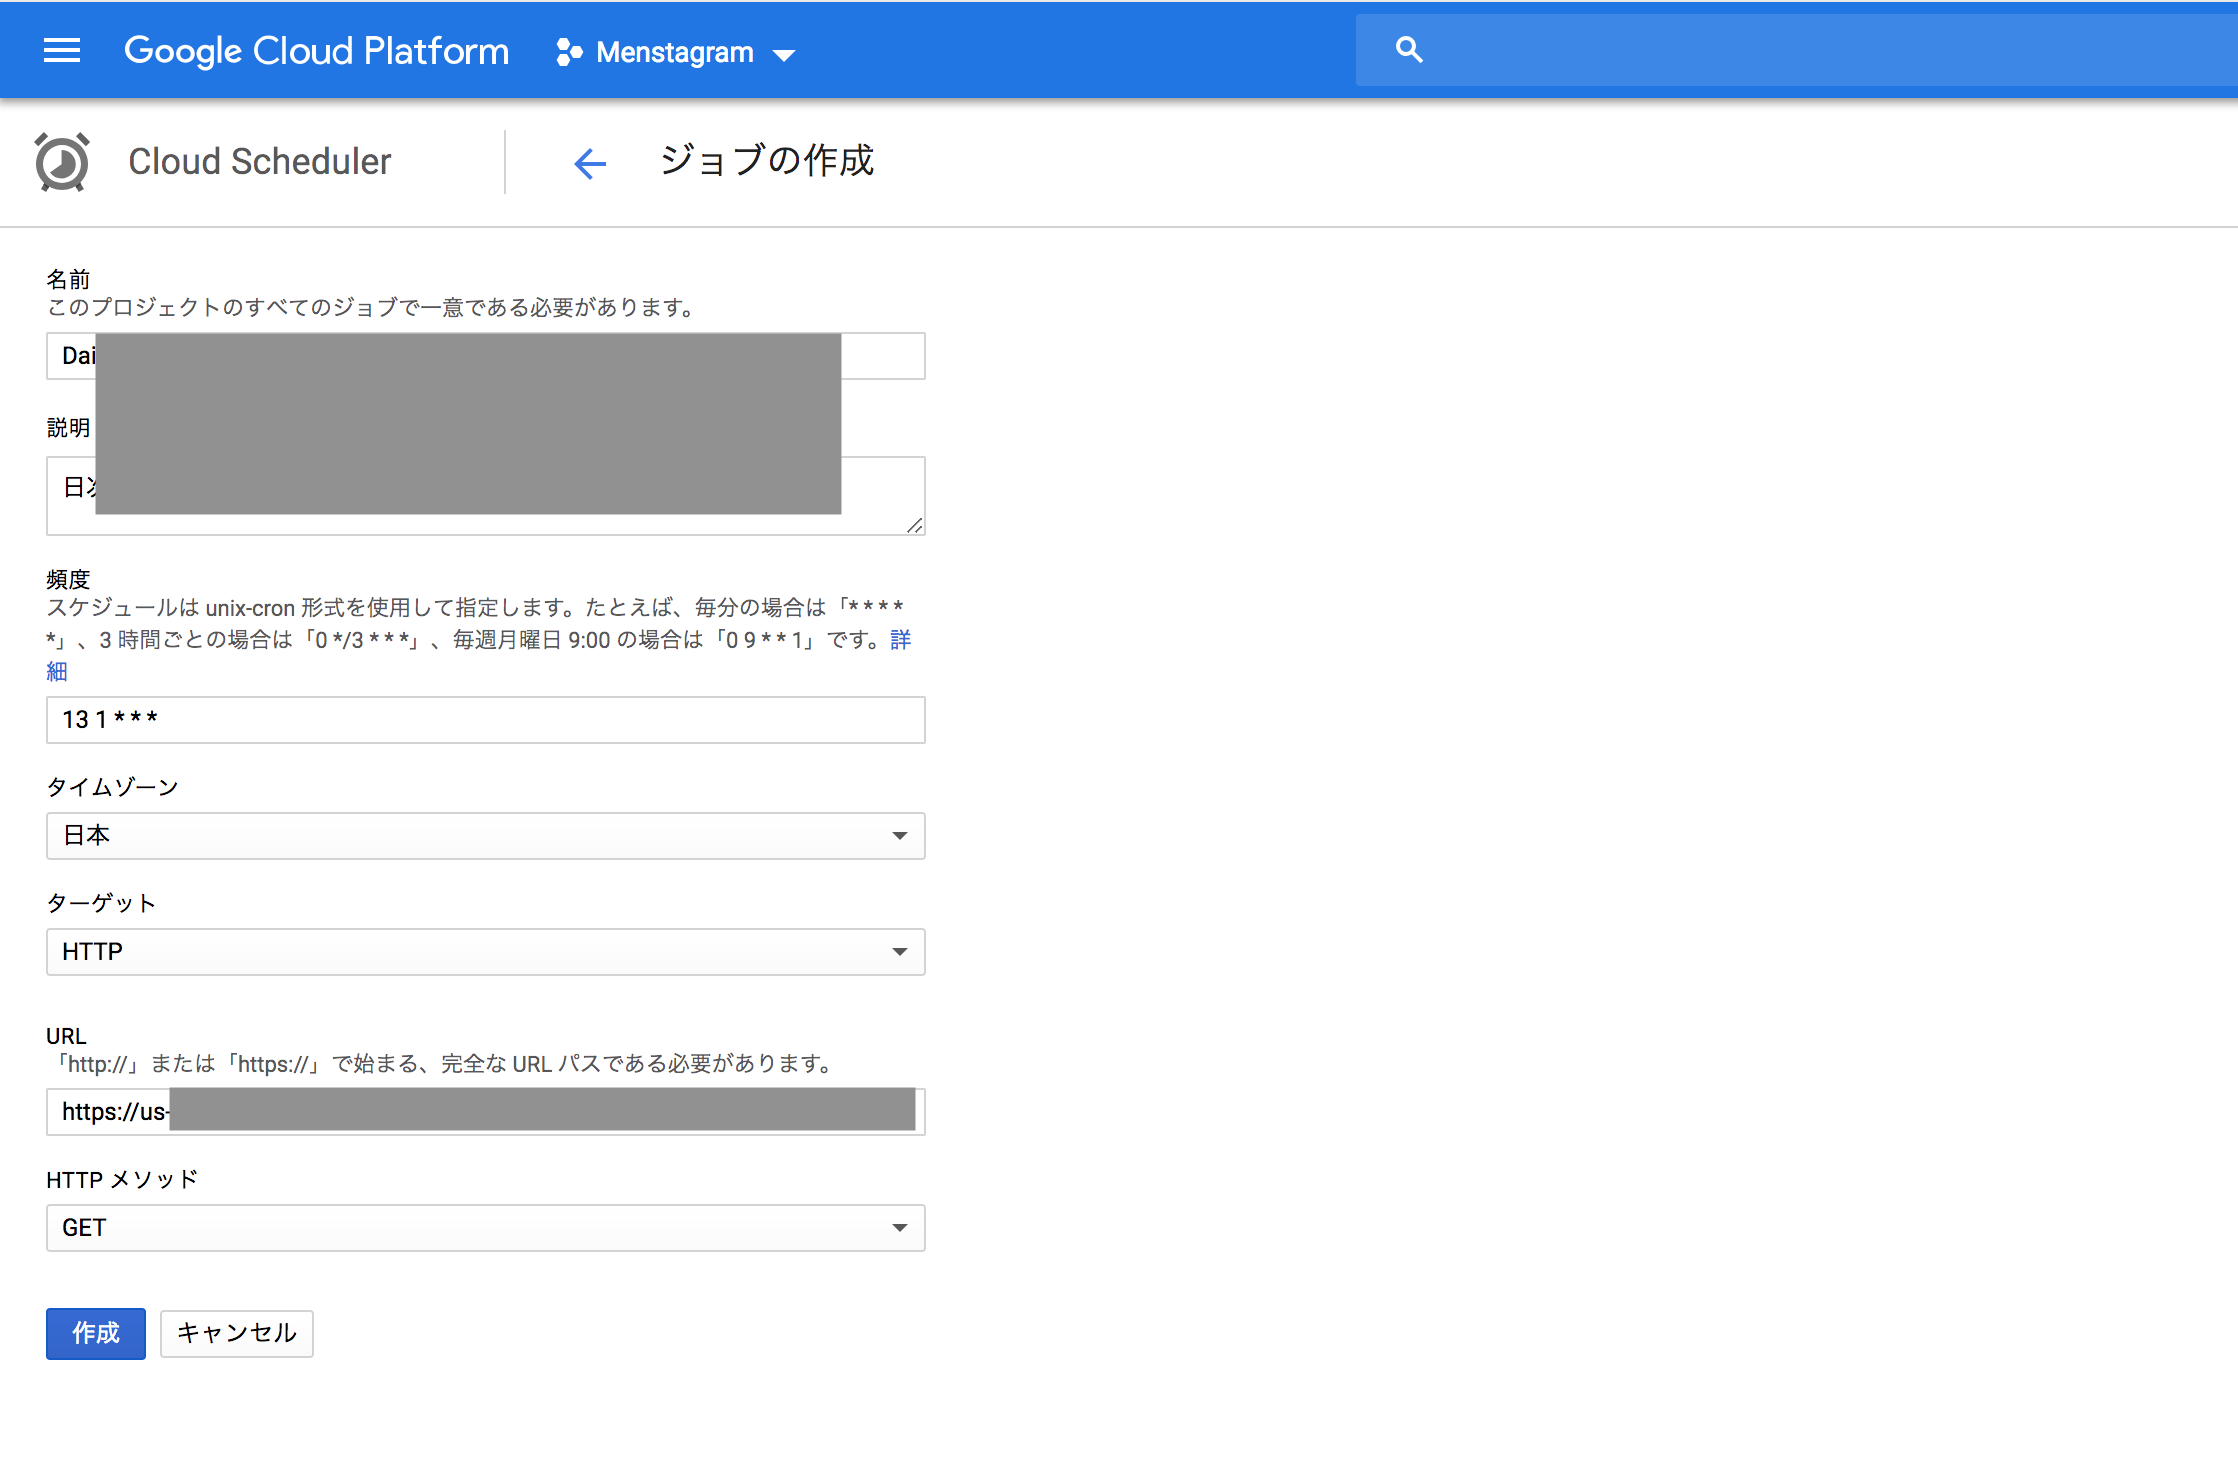 Google Cloud Platform Menstagram
Cloud Scheduler ジョブの作成
名前
このプロジェクトのすべてのジョブで一意である必要があります。
Dai
説明
日次
頻度
スケジュールは unix-cron 形式を使用して指定します。たとえば、毎分の場合は「* * * *
*」、3 時間ごとの場合は「0 */3 * * *」、毎週月曜日 9:00 の場合は「0 9 * * 1」です。詳
細
13 1 * * *
タイムゾーン
日本
ターゲット
HTTP
URL
「http://」または「https://」で始まる、完全な URL パスである必要があります。
https://us-
HTTP メソッド
GET
作成 キャンセル